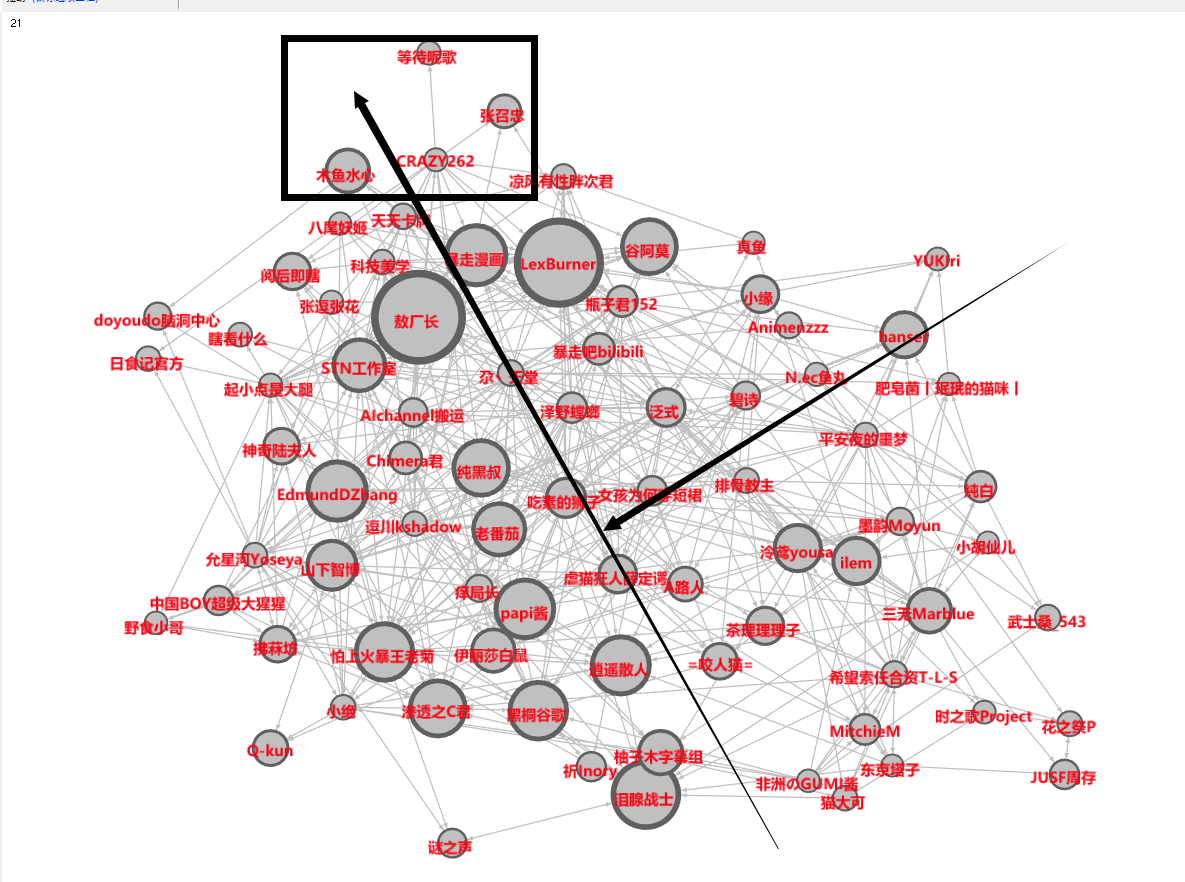 21
等待呢歌
张召忠
CRAZY262
木鱼水心
凉风有性胖次君
八尾妖姬
天天卡牌
暴走漫画
LexBurner
谷阿莫
真鱼
YUKIri
阅后即瞎
科技美学
张逗张花
瓶子君152
小缘
doyoudo脑洞中心
敖厂长
Animenzzz
hanser
瞎看什么
日食记官方
STN工作室
暴走吧bilibili
起小点是大腿
N.ec鱼丸
肥皂菌丨珉珉的猫咪丨
AIchannel搬运
泽野螳螂
泛式
碧诗
神奇陆夫人
Chimera君
纯黑叔
平安夜的噩梦
EdmundDZhang
吃素的狮子
女孩为何穿短裙
排骨教主
纯白
逗川kshadow
老番茄
墨韵Moyun
小胡仙儿
允星河Yoseya
山下智博
泠鸢yousa
ilem
中国BOY超级大猩猩
痒局长
虐猫狂人薛定谔
A路人
野食小哥
papi酱
三无Marblue
武士桑_543
拂菻坊
怕上火暴王老菊
伊丽莎白鼠
逍遥散人
茶理理理子
=咬人猫=
希望索任合资T-L-S
小绝
渗透之C君
黑桐谷歌
时之歌Project
花之祭P
Q-kun
MitchieM
祈Inory
柚子木字幕组
泪腺战士
非洲のGUMI酱
东京塔子
猫大可
JUSF周存
谜之声